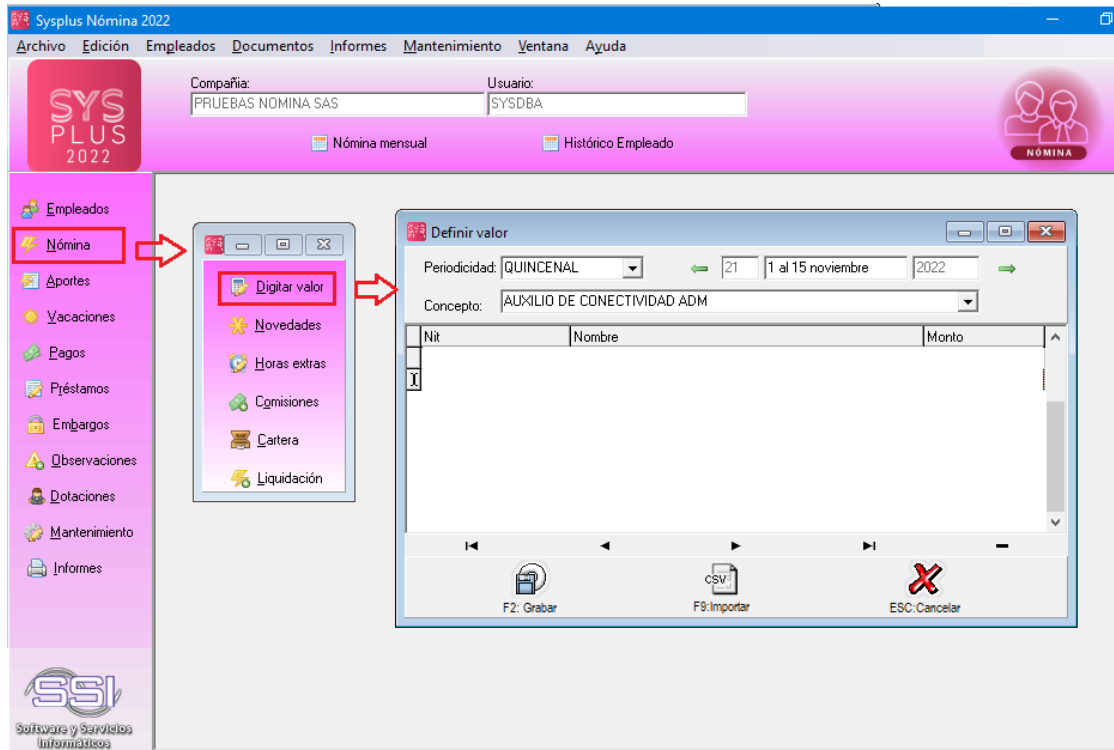 Sysplus Nómina 2022
Archivo Edición Empleados Documentos Informes Mantenimiento Ventana Ayuda
SYS
PLUS
2022
Compañia:
PRUEBAS NOMINA SAS
Usuario:
SYSDBA
Nómina mensual
Histórico Empleado
NÓMINA
Empleados
Nómina
Aportes
Vacaciones
Pagos
Préstamos
Embargos
Observaciones
Dotaciones
Mantenimiento
Informes
Digitar valor
Novedades
Horas extras
Comisiones
Cartera
Liquidación
Definir valor
Periodicidad: QUINCENAL 21 1 al 15 noviembre 2022
Concepto: AUXILIO DE CONECTIVIDAD ADM
Nit Nombre Monto
CSV
F2: Grabar F9:Importar ESC:Cancelar
SSI
Software y Servicios
Informáticos